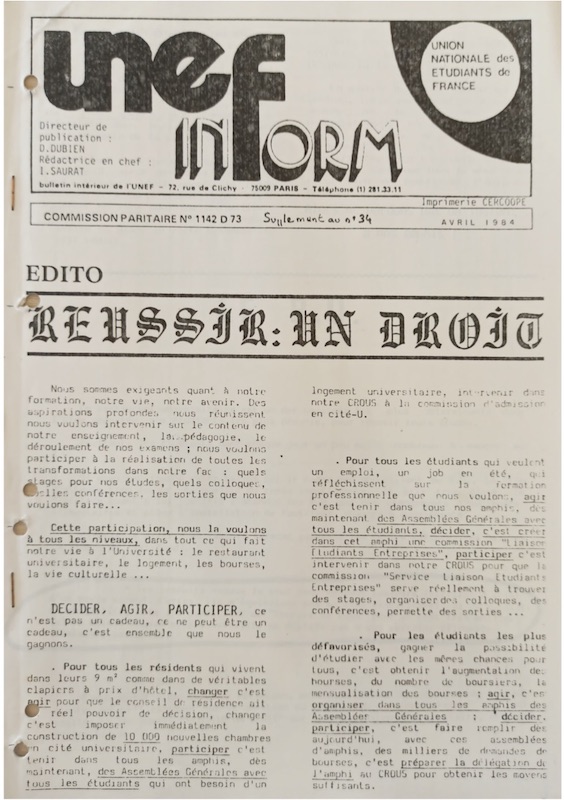 unef
INFORM
UNION
NATIONALE des
ETUDIANTS de
FRANCE
Directeur de
publication :
D.DUBIEN
Rédactrice en chef :
I.SAURAT
bulletin intérieur de l'UNEF - 72, rue de Clichy - 75009 PARIS - Téléphone (1) 281.33.11
Imprimerie CERCOOPE
COMMISSION PARITAIRE N° 1142 D 73 Supplement au n° 34 AVRIL 1984
EDITO
REUSSIR: UN DROIT
Nous sommes exigeants quant à notre
formation, notre vie, notre avenir. Des
aspirations profondes nous réunissent
nous voulons intervenir sur le contenu de
notre enseignement, la...pédagogie, le
déroulement de nos examens ; nous voulons
participer à la réalisation de toutes les
transformations dans notre fac : quels
stages pour nos études, quels colloques,
quelles conférences, les sorties que nous
voulons faire...
Cette participation, nous la voulons
à tous les niveaux, dans tout ce qui fait
notre vie à l'Université : le restaurant
universitaire, le logement, les bourses,
la vie culturelle ...
DECIDER, AGIR, PARTICIPER, ce
n'est pas un cadeau, ce ne peut être un
cadeau, c'est ensemble que nous le
gagnons.
. Pour tous les résidents qui vivent
dans leurs 9 m² comme dans de véritables
clapiers à prix d'hôtel, changer c'est
agir pour que le conseil de résidence ait
réel pouvoir de décision, changer
c'est imposer immédiatement la
construction de 10 000 nouvelles chambres
en cité universitaire, participer c'est
tenir dans tous les amphis, dès
maintenant, des Assemblées Générales avec
tous les étudiants qui ont besoin d'un
logement universitaire, intervenir dans
notre CROUS à la commission d'admission
en cité-U.
. Pour tous les étudiants qui veulent
un emploi, un job en été, qui
réfléchissent sur la formation
professionnelle que nous voulons, agir
c'est tenir dans tous nos amphis, dès
maintenant des Assemblées Générales avec
tous les étudiants, décider, c'est créer
dans cet amphi une commission "Liaison
Etudiants Entreprises", participer c'est
intervenir dans notre CROUS pour que la
commission "Service Liaison Etudiants
Entreprises" serve réellement à trouver
des stages, organiser des colloques, des
conférences, permette des sorties ...
. Pour les étudiants les plus
défavorisés, gagner la possibilité
d'étudier avec les mêmes chances pour
tous, c'est obtenir l'augmentation des
bourses, du nombre de boursiers, la
mensualisation des bourses ; agir, c'est
organiser dans tous les amphis des
Assemblées Générales ; décider,
participer, c'est faire remplir dès
aujourd'hui, avec ces assemblées
d'amphis, des milliers de demandes de
bourses, c'est préparer la délégation de
l'amphi au CROUS pour obtenir les moyens
suffisants.